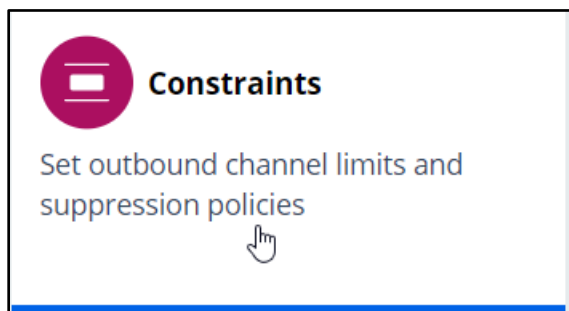 Constraints
Set outbound channel limits and
suppression policies